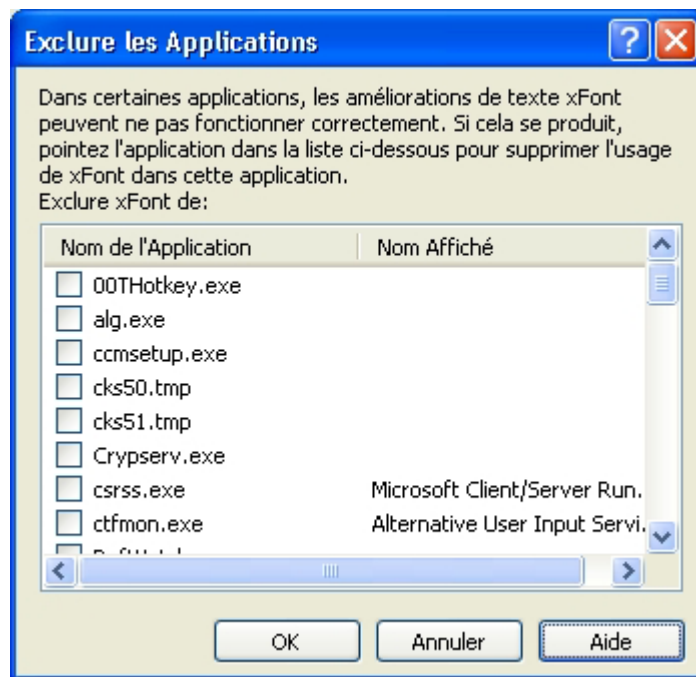 Exclure les Applications
Dans certaines applications, les améliorations de texte xFont
peuvent ne pas fonctionner correctement. Si cela se produit,
pointez l'application dans la liste ci-dessous pour supprimer l'usage
de xFont dans cette application.
Exclure xFont de:
Nom de l'Application Nom Affiché
00THotkey.exe
alg.exe
ccmsetup.exe
cks50.tmp
cks51.tmp
Crypserv.exe
csrss.exe Microsoft Client/Server Run.
ctfmon.exe Alternative User Input Servi.
OK Annuler Aide